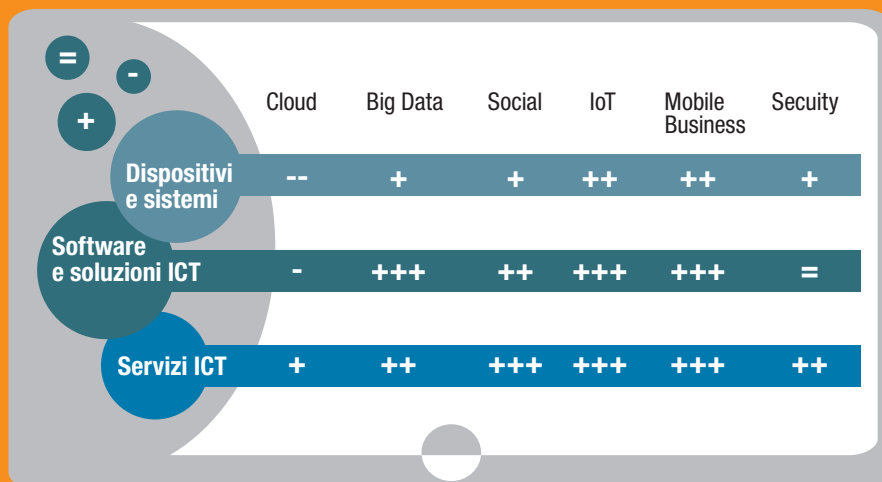 =
-
+
Cloud Big Data Social IoT Mobile Business Secuity
Dispositivi
e sistemi
-- + + ++ ++ +
Software
e soluzioni ICT
- +++ ++ +++ +++ =
Servizi ICT + ++ +++ +++ +++ ++